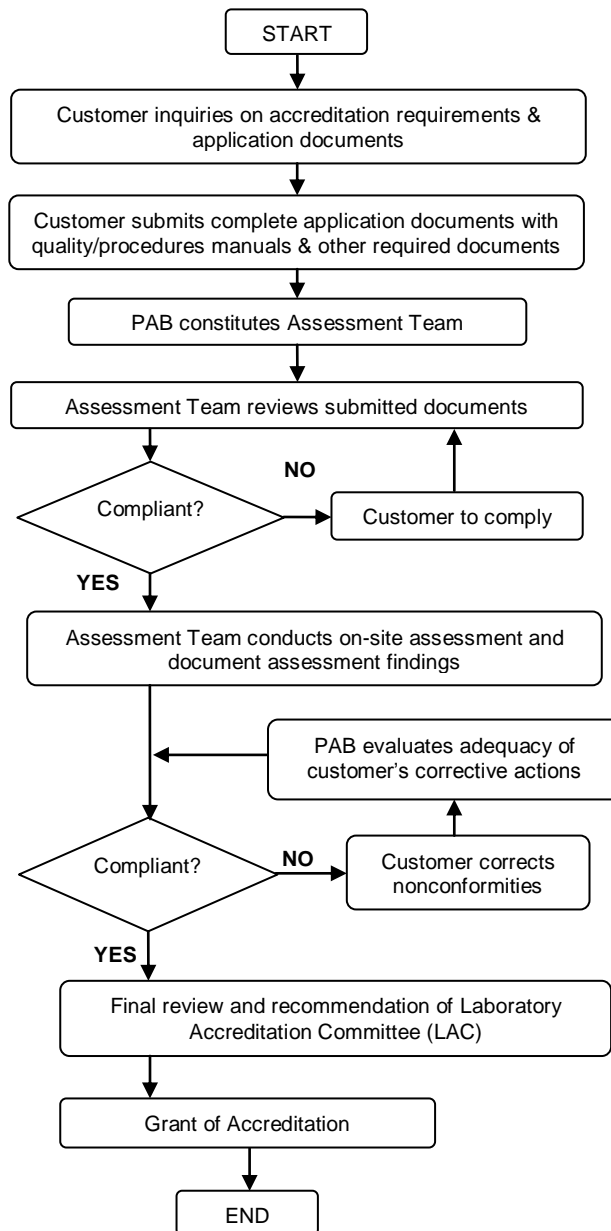 START
Customer inquiries on accreditation requirements &
application documents
Customer submits complete application documents with
quality/procedures manuals & other required documents
PAB constitutes Assessment Team
Assessment Team reviews submitted documents
Compliant?
NO
Customer to comply
YES
Assessment Team conducts on-site assessment and
document assessment findings
PAB evaluates adequacy of
customer’s corrective actions
Compliant?
NO
Customer corrects
nonconformities
YES
Final review and recommendation of Laboratory
Accreditation Committee (LAC)
Grant of Accreditation
END